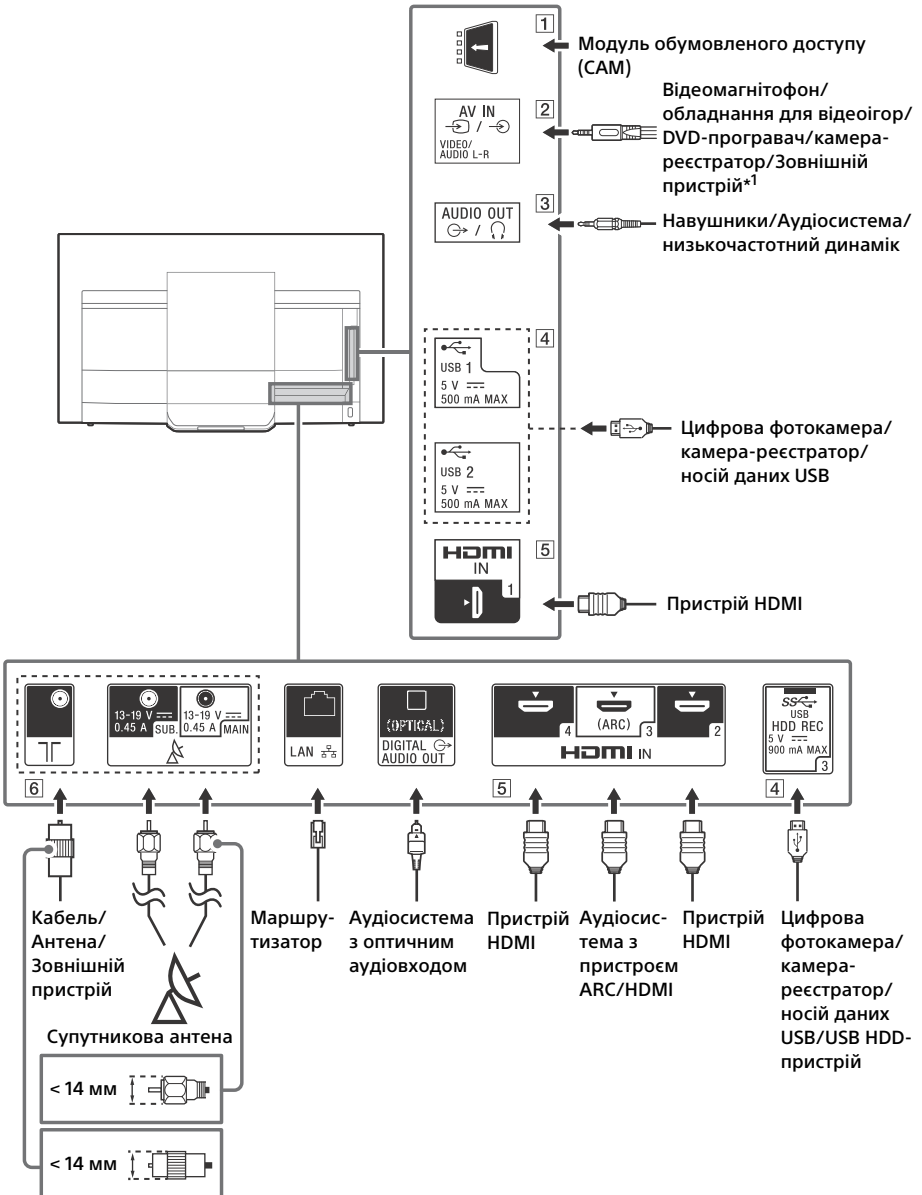 1
Модуль обумовленого доступу
(CAM)
AV IN
/
VIDEO/
AUDIO L-R
2
Відеомагнітофон/
обладнання для відеоігор/
DVD-програвач/камера-
реєстратор/Зовнішній
пристрій*1
AUDIO OUT
/
3
Навушники/Аудіосистема/
низькочастотний динамік
4
USB 1
5 V
500 mA MAX
USB 2
5 V
500 mA MAX
Цифрова фотокамера/
камера-реєстратор/
носій даних USB
HDMI
IN
1
5
Пристрій HDMI
13-19 V
0.45 A
SUB.
13-19 V
0.45 A
MAIN
LAN
(OPTICAL)
DIGITAL
AUDIO OUT
4
(ARC)
3
2
HDMI IN
SS
USB
HDD REC
5 V
900 mA MAX
3
6
5
4
Кабель/
Антена/
Зовнішній
пристрій
Супутникова антена
Маршру-
тизатор
Аудіосистема
з оптичним
аудіовходом
Пристрій
HDMI
Аудіосис-
тема з
пристроєм
ARC/HDMI
Пристрій
HDMI
Цифрова
фотокамера/
камера-
реєстратор/
носій даних
USB/USB HDD-
пристрій
< 14 мм
< 14 мм